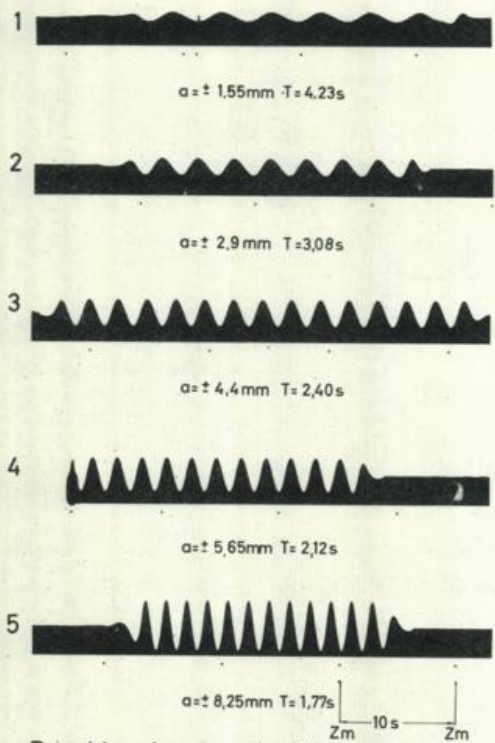 1
a=± 1,55mm T=4.23s
2
a=± 2,9 mm T=3,08s
3
a=± 4,4 mm T=2,40s
4
a=± 5,65mm T=2,12s
5
a=± 8,25mm T=1,77s
10 s
Zm Zm